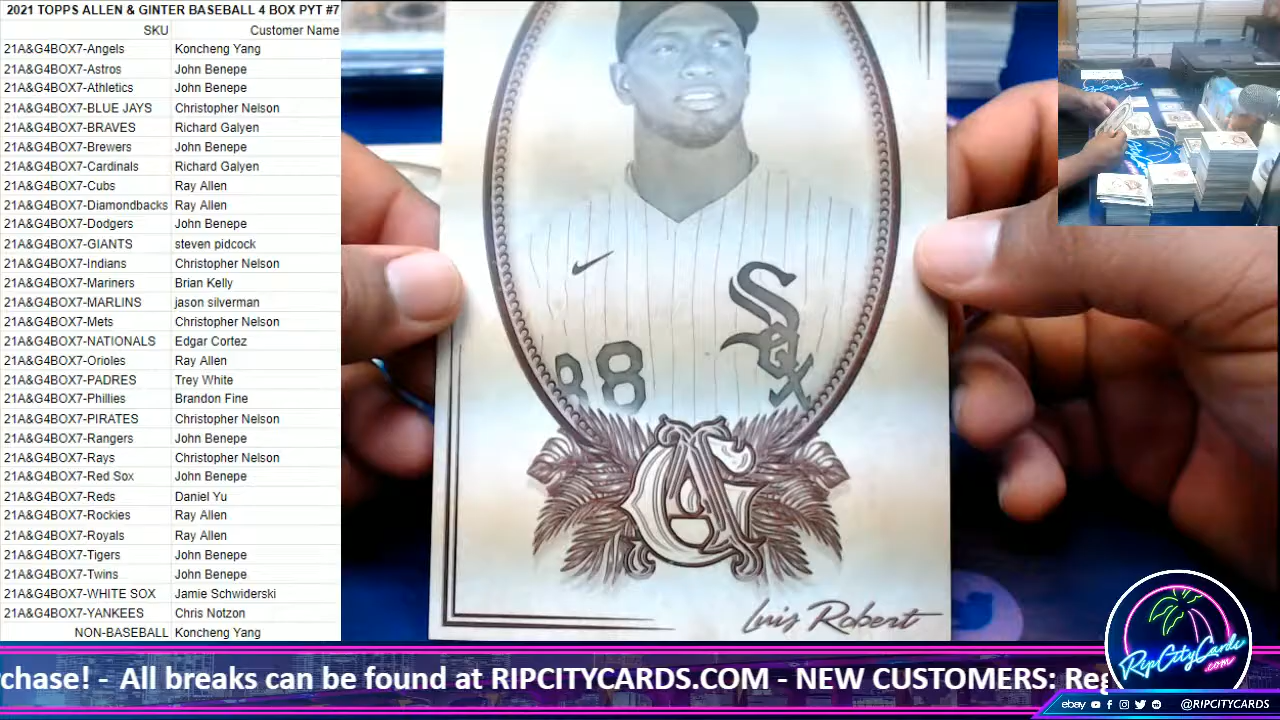 2021 TOPPS ALLEN & GINTER BASEBALL 4 BOX PYT #7
SKU Customer Name
21A&G4BOX7-Angels Koncheng Yang
21A&G4BOX7-Astros John Benepe
21A&G4BOX7-Athletics John Benepe
21A&G4BOX7-BLUE JAYS Christopher Nelson
21A&G4BOX7-BRAVES Richard Galyen
21A&G4BOX7-Brewers John Benepe
21A&G4BOX7-Cardinals Richard Galyen
21A&G4BOX7-Cubs Ray Allen
21A&G4BOX7-Diamondbacks Ray Allen
21A&G4BOX7-Dodgers John Benepe
21A&G4BOX7-GIANTS steven pidcock
21A&G4BOX7-Indians Christopher Nelson
21A&G4BOX7-Mariners Brian Kelly
21A&G4BOX7-MARLINS jason silverman
21A&G4BOX7-Mets Christopher Nelson
21A&G4BOX7-NATIONALS Edgar Cortez
21A&G4BOX7-Orioles Ray Allen
21A&G4BOX7-PADRES Trey White
21A&G4BOX7-Phillies Brandon Fine
21A&G4BOX7-PIRATES Christopher Nelson
21A&G4BOX7-Rangers John Benepe
21A&G4BOX7-Rays Christopher Nelson
21A&G4BOX7-Red Sox John Benepe
21A&G4BOX7-Reds Daniel Yu
21A&G4BOX7-Rockies Ray Allen
21A&G4BOX7-Royals Ray Allen
21A&G4BOX7-Tigers John Benepe
21A&G4BOX7-Twins John Benepe
21A&G4BOX7-WHITE SOX Jamie Schwiderski
21A&G4BOX7-YANKEES Chris Notzon
NON-BASEBALL Koncheng Yang
Sox
88
Luis Robert
RipCityCards
.com
chase! - All breaks can be found at RIPCITYCARDS.COM - NEW CUSTOMERS: Reg
ebay @RIPCITYCARDS